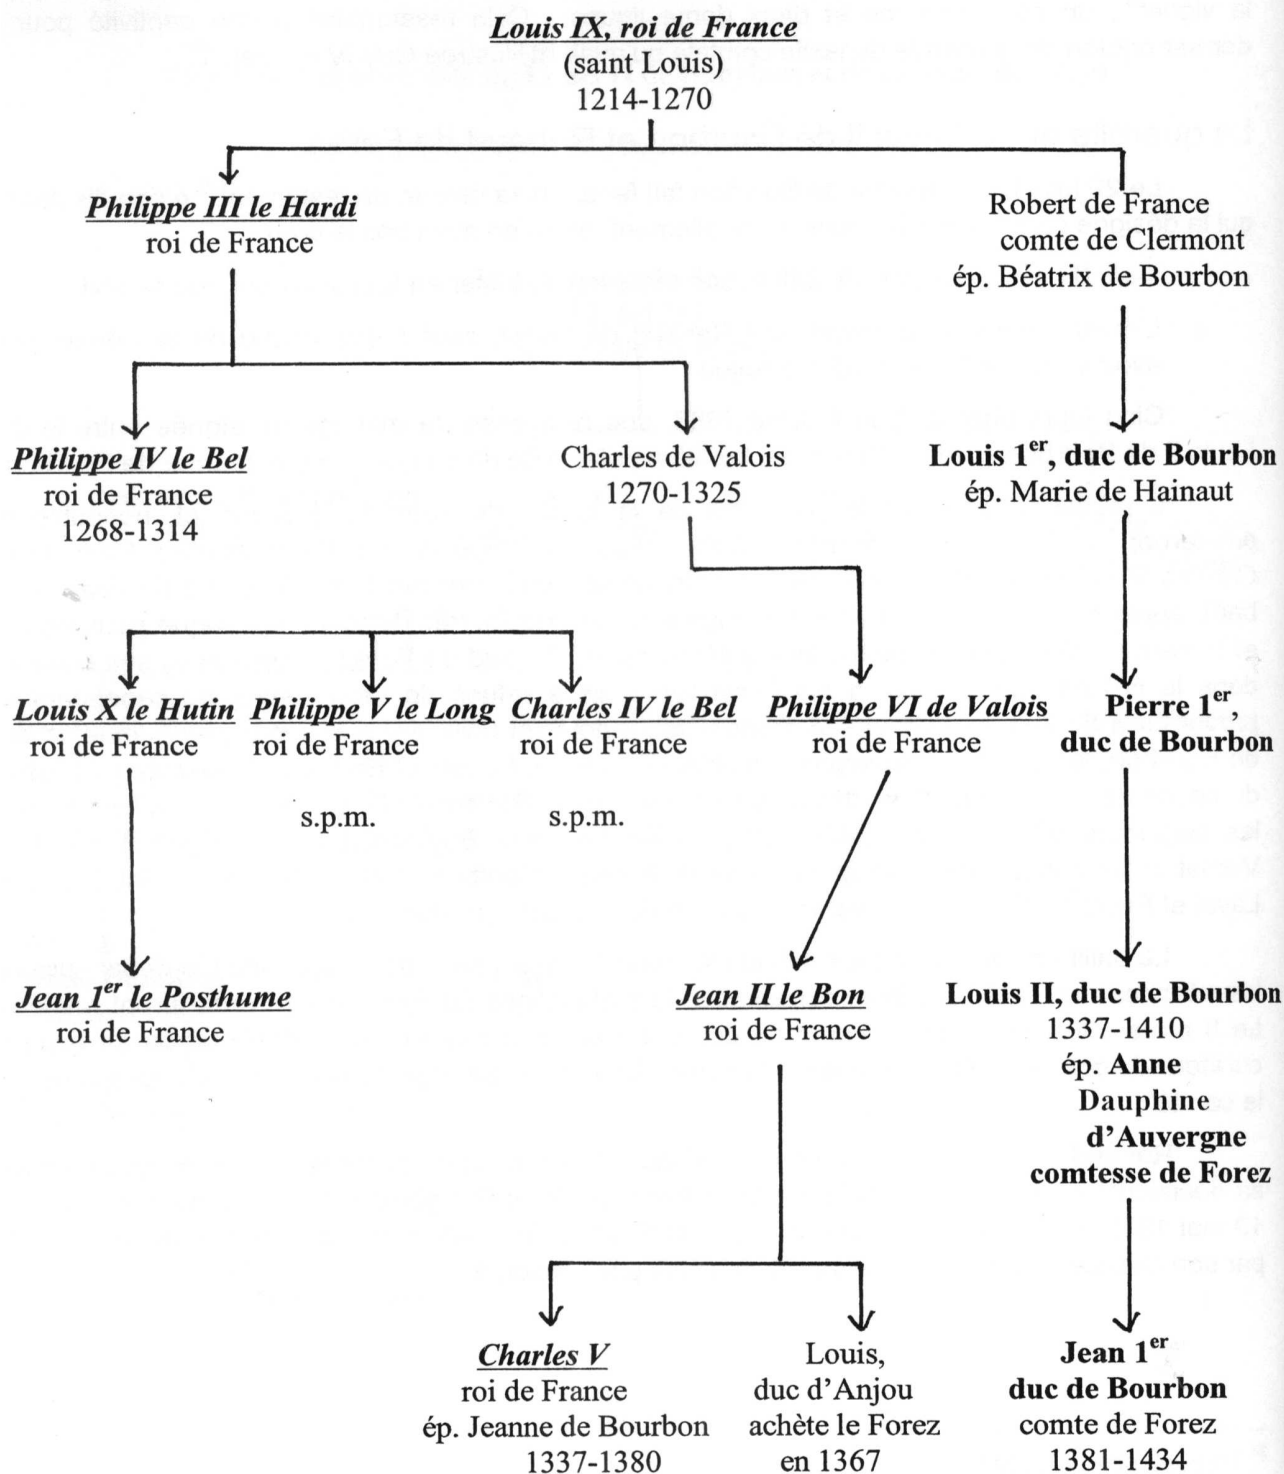 Louis IX, roi de France
(saint Louis)
1214-1270
Philippe III le Hardi
roi de France
Robert de France
comte de Clermont
ép. Béatrix de Bourbon
Philippe IV le Bel
roi de France
1268-1314
Charles de Valois
1270-1325
Louis 1er, duc de Bourbon
ép. Marie de Hainaut
Louis X le Hutin
roi de France
Philippe V le Long
roi de France
s.p.m.
Charles IV le Bel
roi de France
s.p.m.
Philippe VI de Valois
roi de France
Pierre 1er,
duc de Bourbon
Jean 1er le Posthume
roi de France
Jean II le Bon
roi de France
Louis II, duc de Bourbon
1337-1410
ép. Anne
Dauphine
d'Auvergne
comtesse de Forez
Charles V
roi de France
ép. Jeanne de Bourbon
1337-1380
Louis,
duc d'Anjou
achète le Forez
en 1367
Jean 1er
duc de Bourbon
comte de Forez
1381-1434